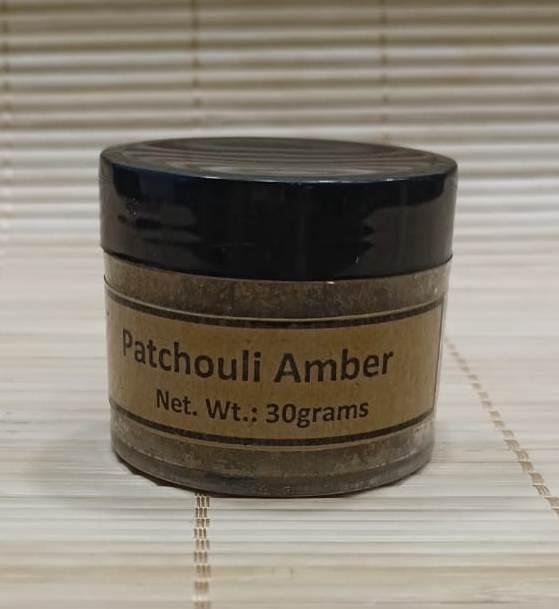 Patchouli Amber
Net. Wt.: 30grams